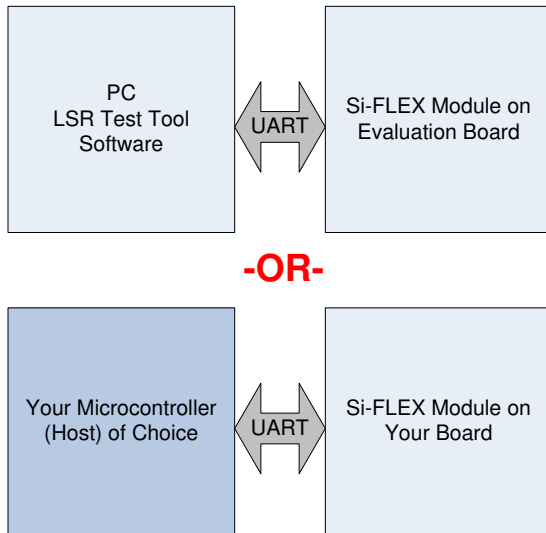 PC
LSR Test Tool
Software
UART
Si-FLEX Module on
Evaluation Board
-OR-
Your Microcontroller
(Host) of Choice
UART
Si-FLEX Module on
Your Board